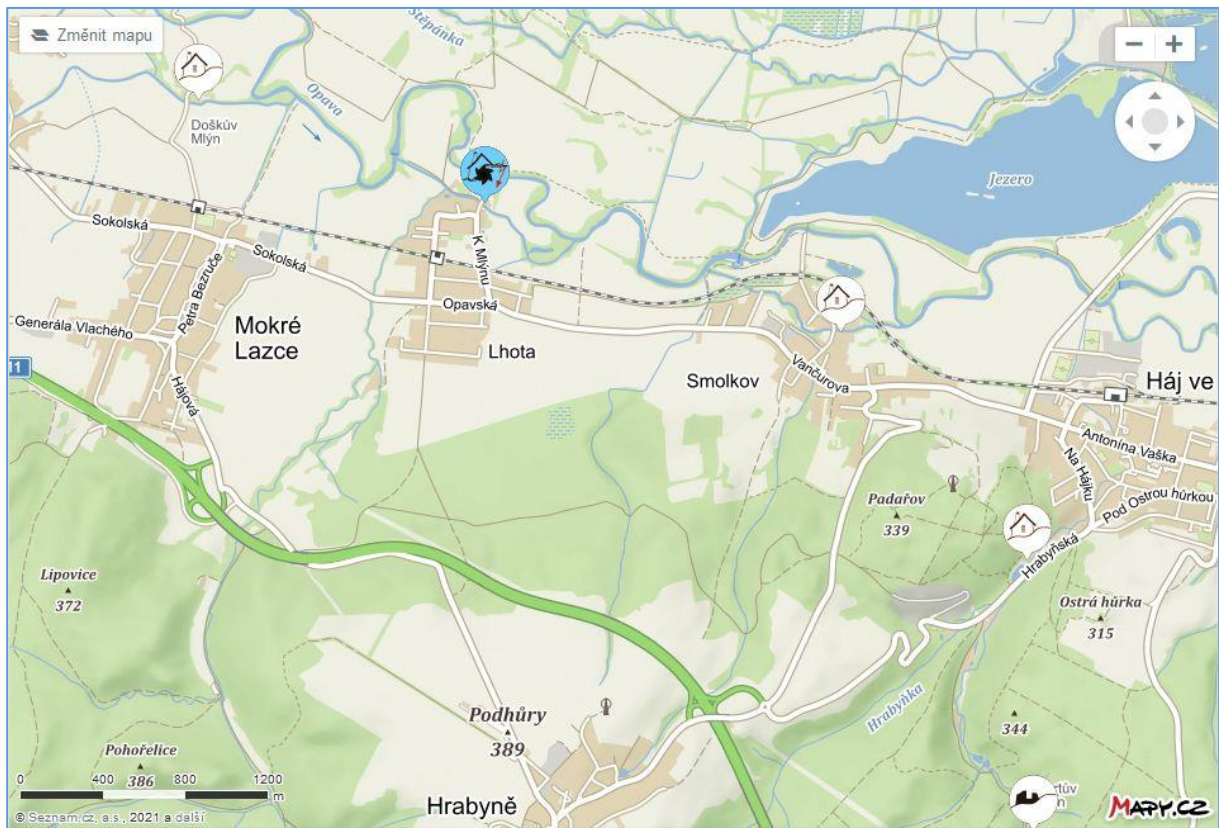 Změnit mapu
Štěpánka
Opava
Doškův
Mlýn
Jezero
Sokolská
Sokolská
K Mlýnu
Petra Bezruče
Opavská
Generála Vlachého
Mokré
Lazce
Lhota
Smolkov
Vančurova
Háj ve
11
Hájová
Antonína Vaška
Na Hájku
Padařov
339
Pod Ostrou hůrkou
Hrabyňská
Lipovice
372
Ostrá hůrka
315
Hrabyňka
Podhůry
389
344
Pohořelice
386
0 400 800 1200
m
Hrabyně
© Seznam.cz, a.s., 2021 a další
MAPY.CZ